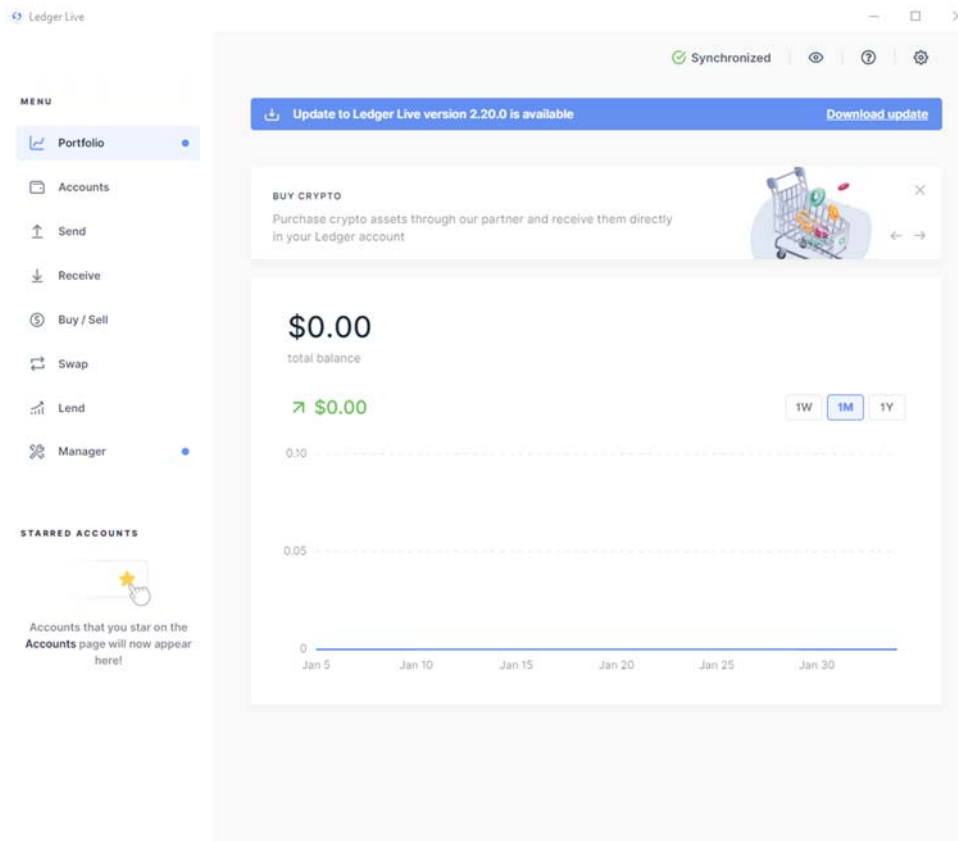 Ledger Live
Synchronized
MENU
Update to Ledger Live version 2.20.0 is available Download update
Portfolio
Accounts
Send
Receive
Buy / Sell
Swap
Lend
Manager
BUY CRYPTO
Purchase crypto assets through our partner and receive them directly
in your Ledger account
$0.00
total balance
$0.00
1W 1M 1Y
0.10
0.05
0
Jan 5 Jan 10 Jan 15 Jan 20 Jan 25 Jan 30
STARRED ACCOUNTS
Accounts that you star on the
Accounts page will now appear
here!